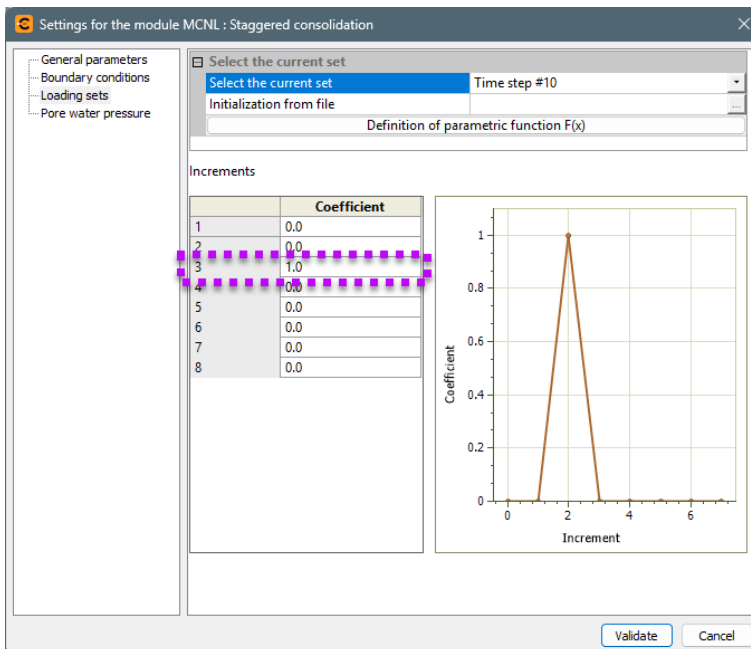 Settings for the module MCNL : Staggered consolidation
General parameters
Boundary conditions
Loading sets
Pore water pressure
Select the current set
Select the current set Time step #10
Initialization from file ...
Definition of parametric function F(x)
Increments
Coefficient
1 0.0
2 0.0
3 1.0
4 0.0
5 0.0
6 0.0
7 0.0
8 0.0
1
0.8
0.6
0.4
0.2
0
Coefficient
0 2 4 6
Increment
Validate Cancel